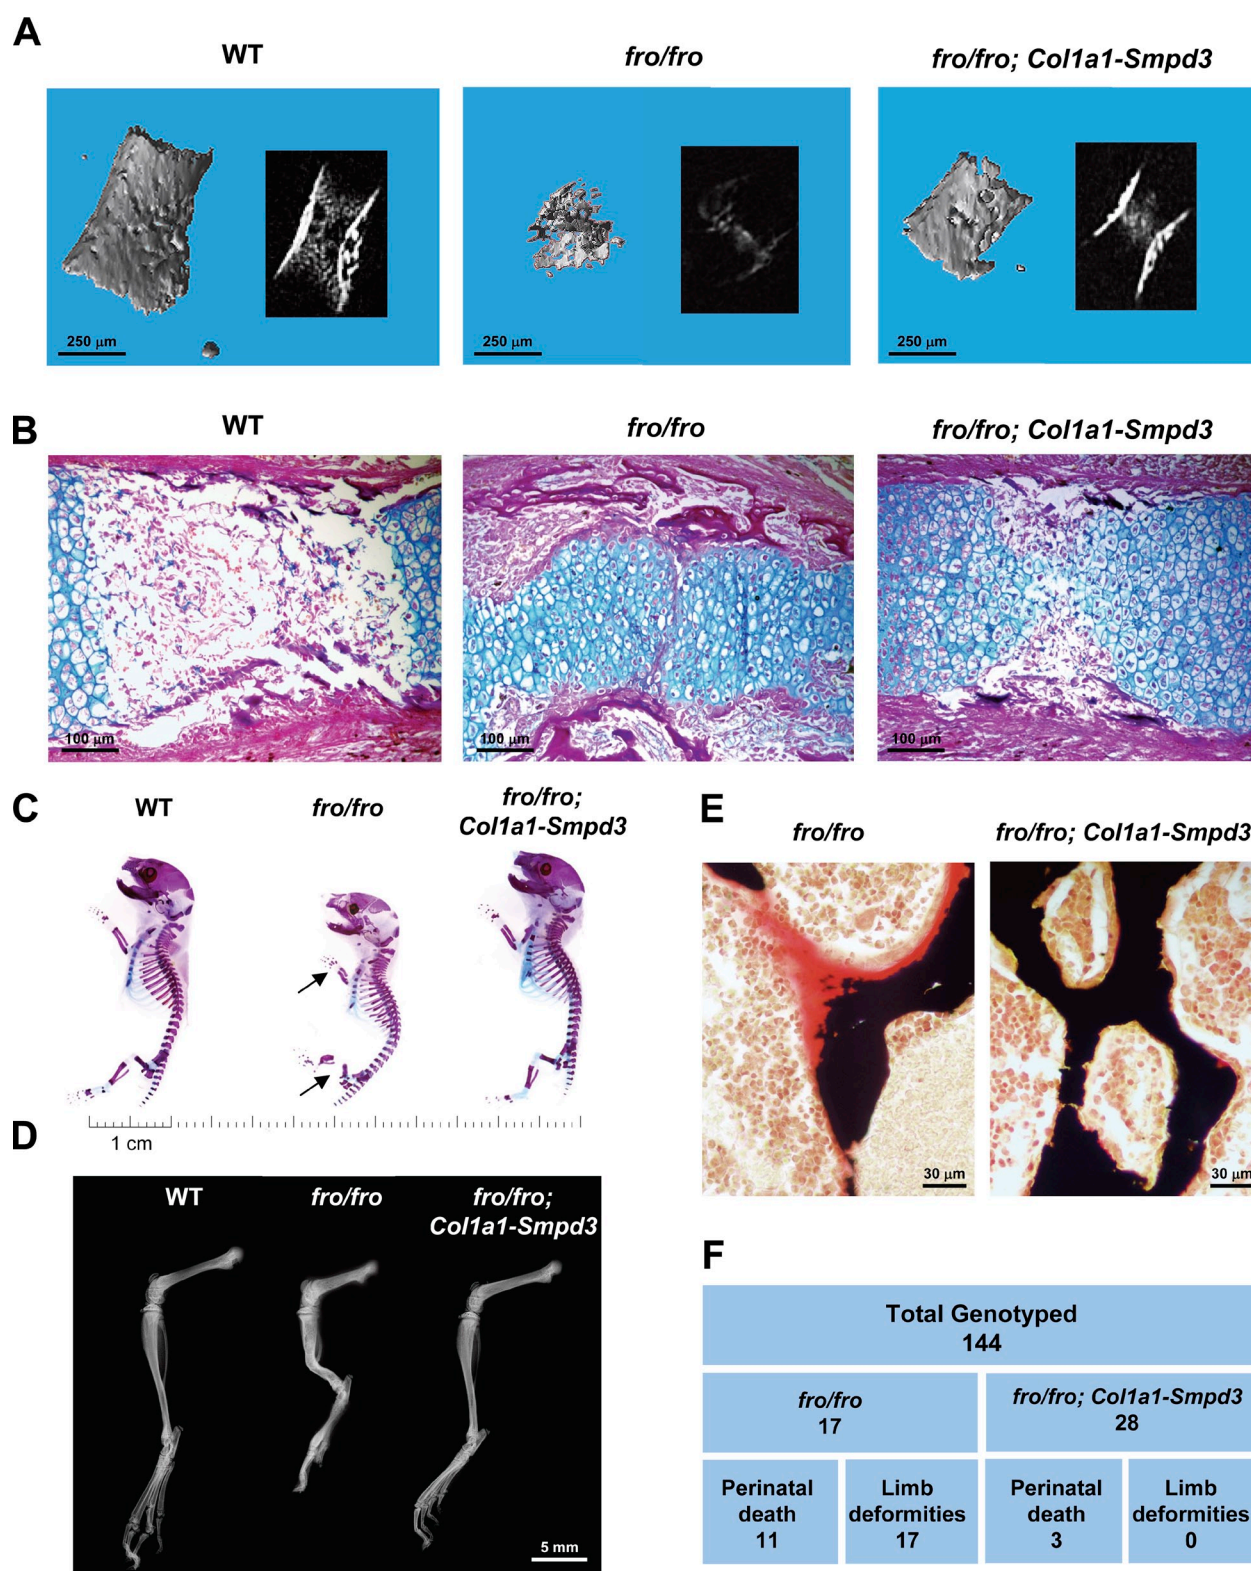 A
WT
fro/fro
fro/fro; Col1a1-Smpd3
250 µm
250 µm
250 µm
B
WT
fro/fro
fro/fro; Col1a1-Smpd3
100 µm
100 µm
100 µm
C
WT
fro/fro
fro/fro;
Col1a1-Smpd3
1 cm
D
WT
fro/fro
fro/fro;
Col1a1-Smpd3
5 mm
E
fro/fro
fro/fro; Col1a1-Smpd3
30 µm
30 µm
F
Total Genotyped
144
fro/fro
17
fro/fro; Col1a1-Smpd3
28
Perinatal
death
11
Limb
deformities
17
Perinatal
death
3
Limb
deformities
0